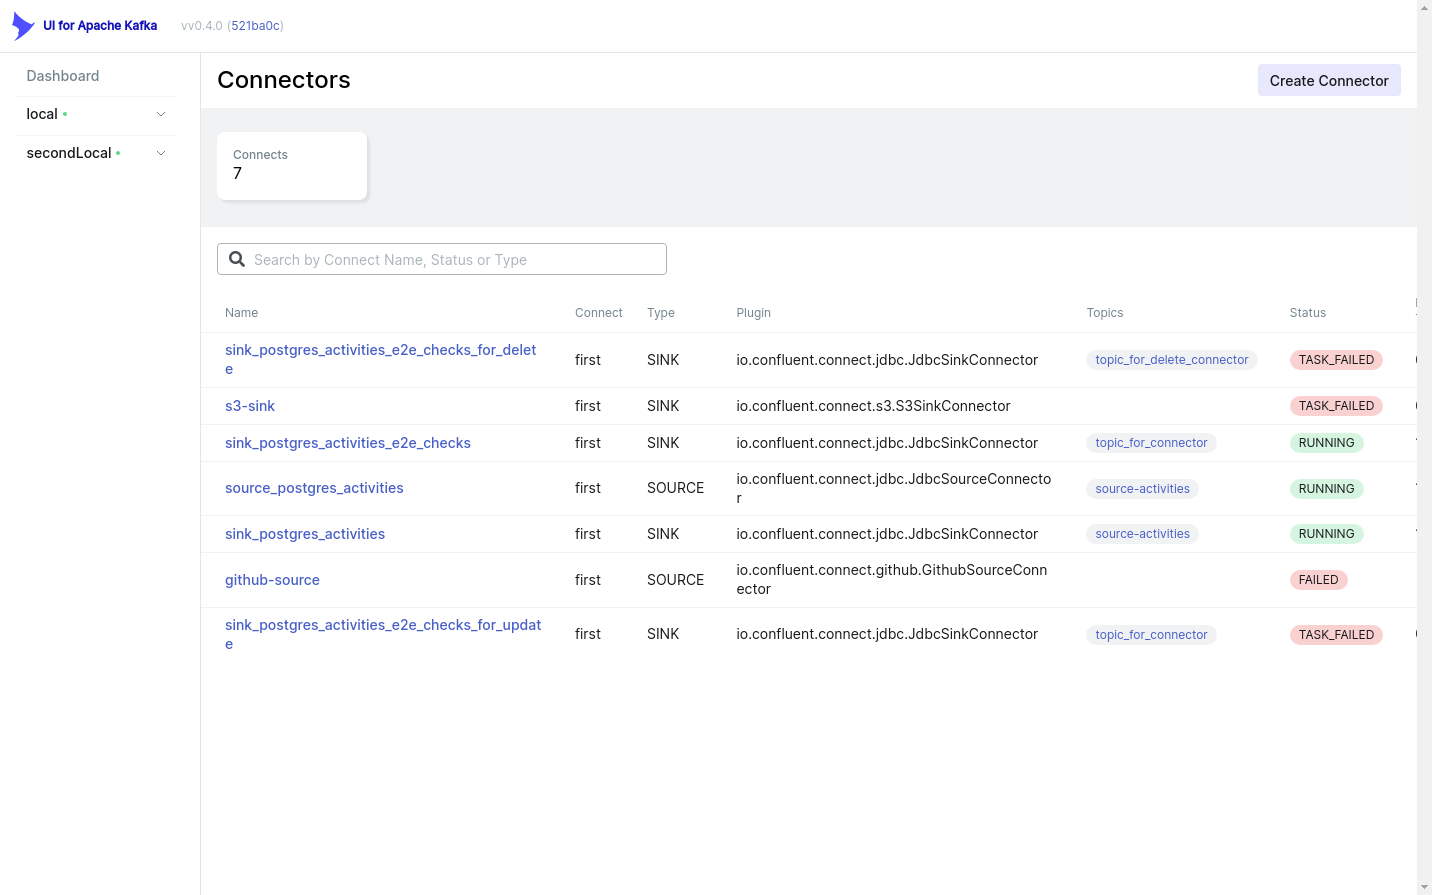 UI for Apache Kafka vv0.4.0 (521ba0c)
Dashboard
local
secondLocal
Connectors
Create Connector
Connects
7
Search by Connect Name, Status or Type
Name Connect Type Plugin Topics Status
sink_postgres_activities_e2e_checks_for_delet
e
first SINK io.confluent.connect.jdbc.JdbcSinkConnector topic_for_delete_connector TASK_FAILED
s3-sink first SINK io.confluent.connect.s3.S3SinkConnector TASK_FAILED
sink_postgres_activities_e2e_checks first SINK io.confluent.connect.jdbc.JdbcSinkConnector topic_for_connector RUNNING
source_postgres_activities first SOURCE io.confluent.connect.jdbc.JdbcSourceConnecto
r
source-activities RUNNING
sink_postgres_activities first SINK io.confluent.connect.jdbc.JdbcSinkConnector source-activities RUNNING
github-source first SOURCE io.confluent.connect.github.GithubSourceConn
ector
FAILED
sink_postgres_activities_e2e_checks_for_updat
e
first SINK io.confluent.connect.jdbc.JdbcSinkConnector topic_for_connector TASK_FAILED